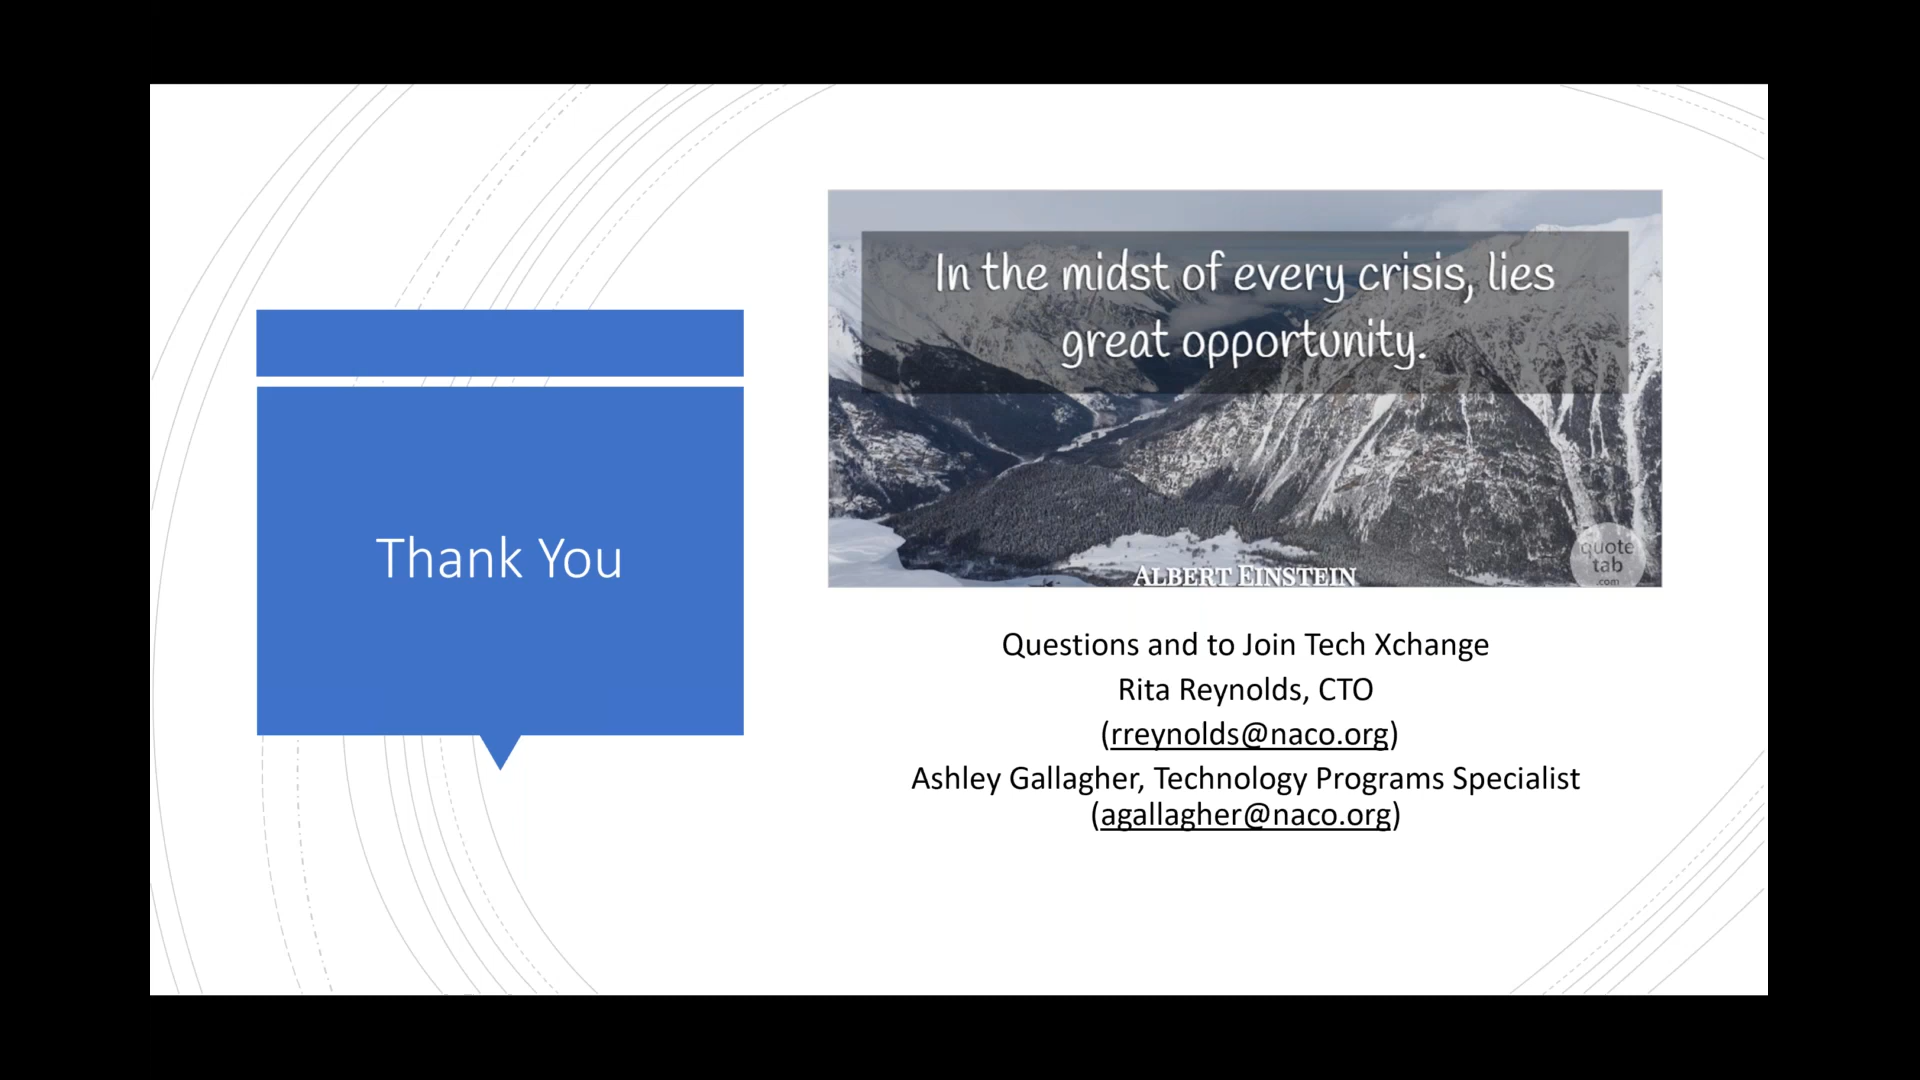 Thank You
In the midst of every crisis, lies
great opportunity.
ALBERT EINSTEIN
quote
tab
.com
Questions and to Join Tech Xchange
Rita Reynolds, CTO
(rreynolds@naco.org)
Ashley Gallagher, Technology Programs Specialist
(agallagher@naco.org)